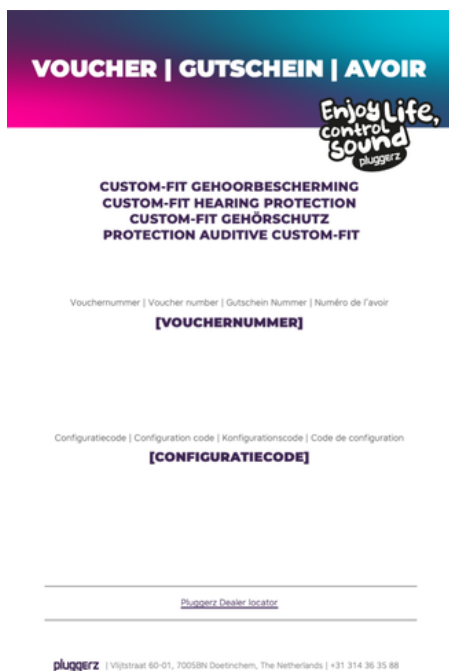 VOUCHER | GUTSCHEIN | AVOIR
Enjoy Life,
control
sound
pluggerz
CUSTOM-FIT GEHOORBESCHERMING
CUSTOM-FIT HEARING PROTECTION
CUSTOM-FIT GEHÖRSCHUTZ
PROTECTION AUDITIVE CUSTOM-FIT
Vouchernummer | Voucher number | Gutschein Nummer | Numéro de l'avoir
[VOUCHERNUMMER]
Configuratiecode | Configuration code | Konfigurationscode | Code de configuration
[CONFIGURATIECODE]
Pluggerz Dealer locator
pluggerz | Vlijtstraat 60-01, 7005BN Doetinchem, The Netherlands | +31 314 36 35 88